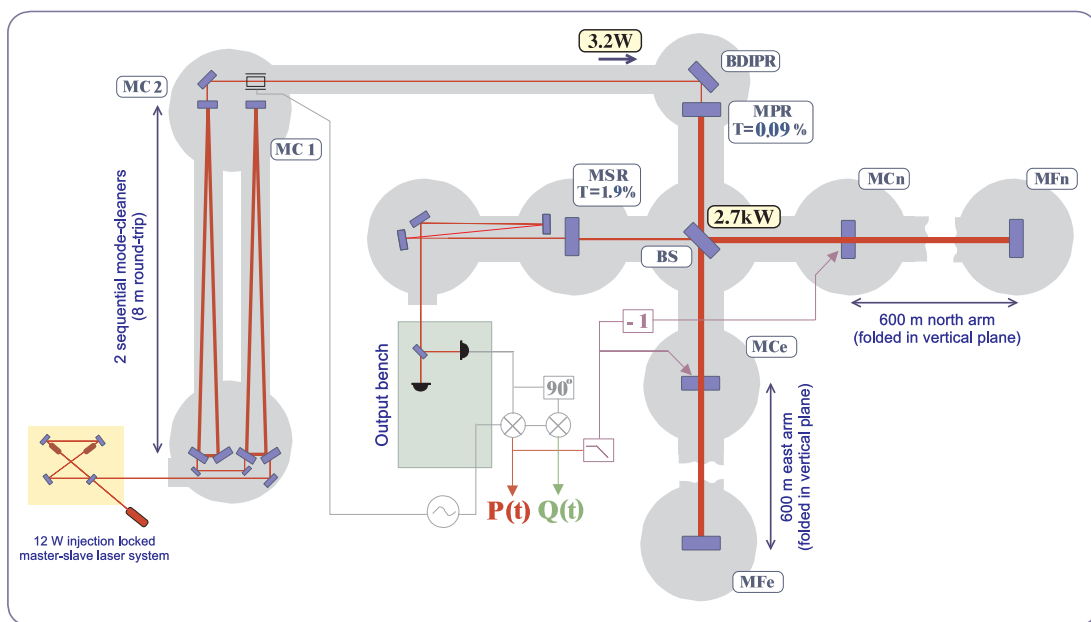 3.2W
BDIPR
MC 2
MPR
T=0.09 %
MC 1
MSR
T=1.9%
MCn
MFn
2.7kW
BS
2 sequential mode-cleaners
(8 m round-trip)
600 m north arm
(folded in vertical plane)
- 1
MCe
Output bench
90°
600 m east arm
(folded in vertical plane)
P(t)
Q(t)
12 W injection locked
master-slave laser system
MFe